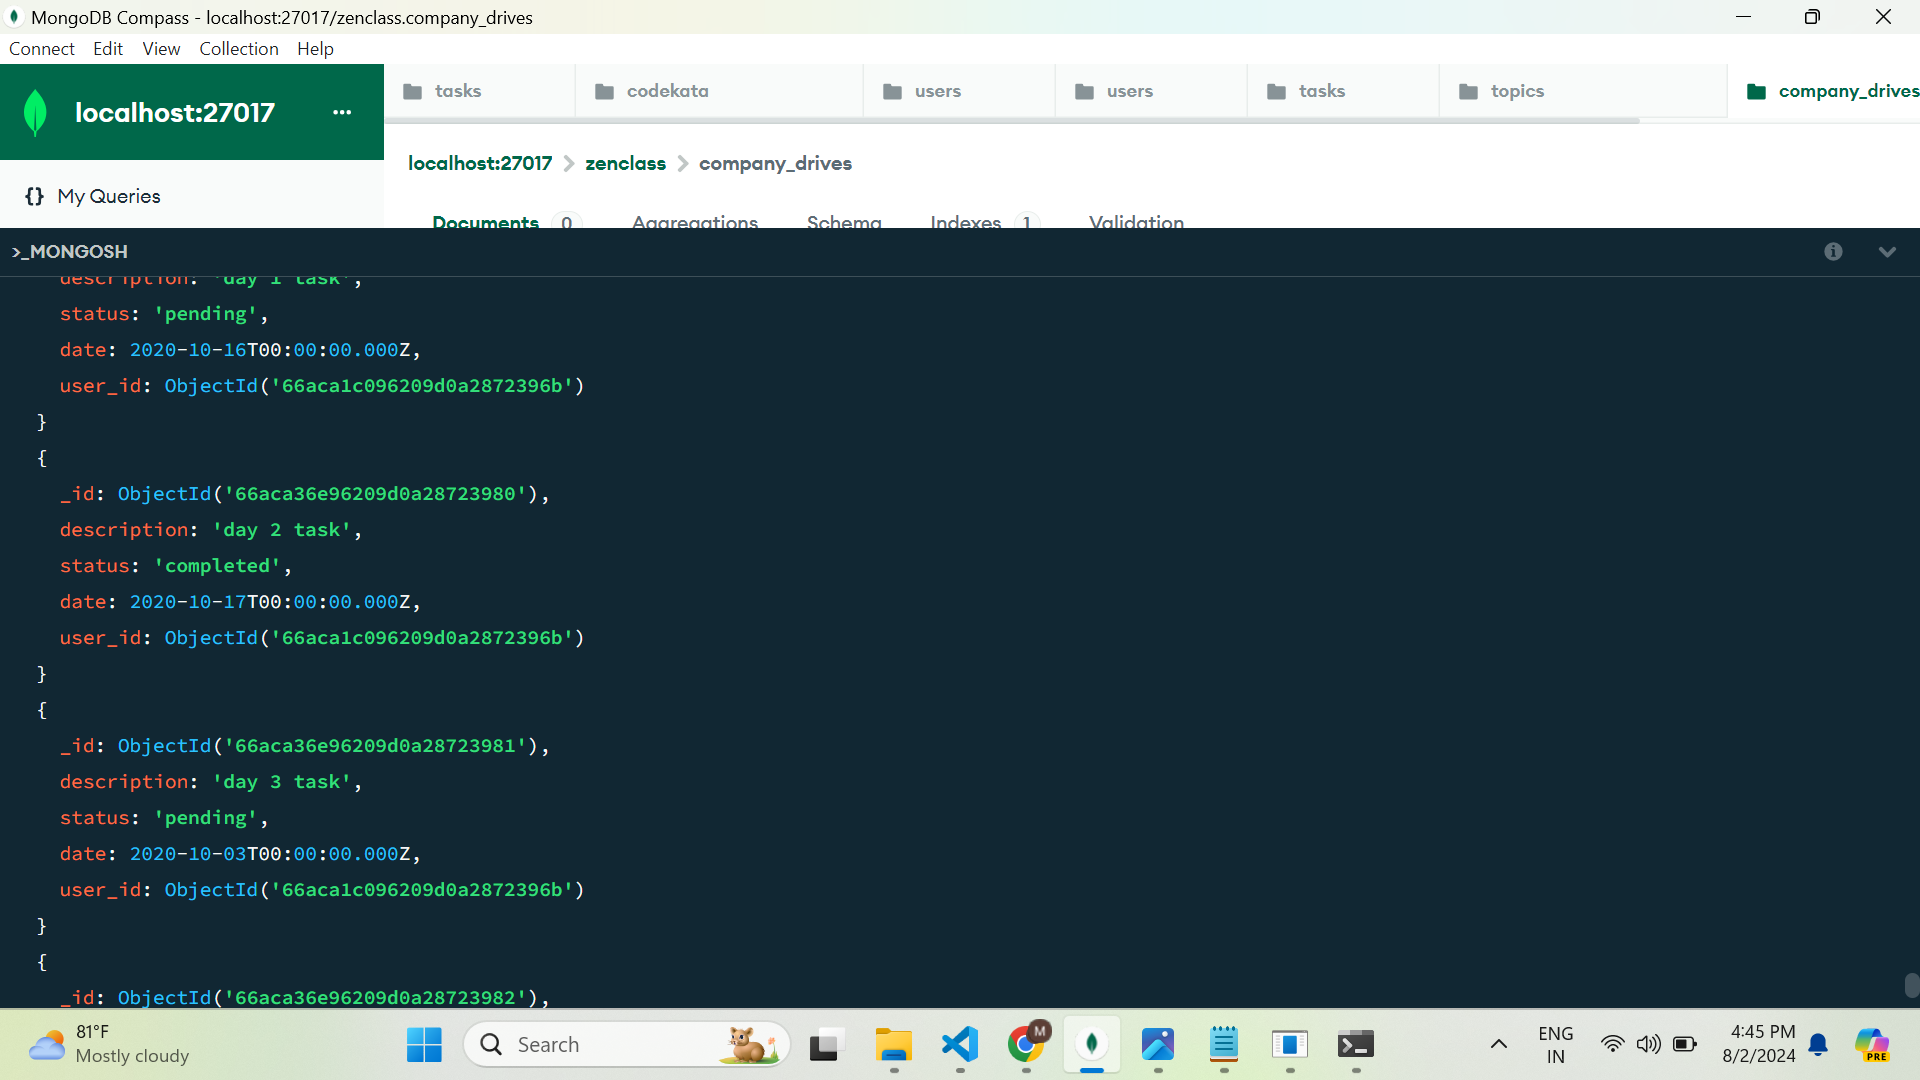 MongoDB Compass - localhost:27017/zenclass.company_drives
Connect Edit View Collection Help
localhost:27017 ...
tasks codekata users users tasks topics company_drives
localhost:27017 > zenclass > company_drives
{} My Queries
Documents 0 Aggregations Schema Indexes 1 Validation
>_MONGOSH
description: 'day 1 task',
status: 'pending',
date: 2020-10-16T00:00:00.000Z,
user_id: ObjectId('66aca1c096209d0a2872396b')
}
{
_id: ObjectId('66aca36e96209d0a28723980'),
description: 'day 2 task',
status: 'completed',
date: 2020-10-17T00:00:00.000Z,
user_id: ObjectId('66aca1c096209d0a2872396b')
}
{
_id: ObjectId('66aca36e96209d0a28723981'),
description: 'day 3 task',
status: 'pending',
date: 2020-10-03T00:00:00.000Z,
user_id: ObjectId('66aca1c096209d0a2872396b')
}
{
_id: ObjectId('66aca36e96209d0a28723982'),
81°F
Mostly cloudy
Search
M
ENG
IN
4:45 PM
8/2/2024
PRE